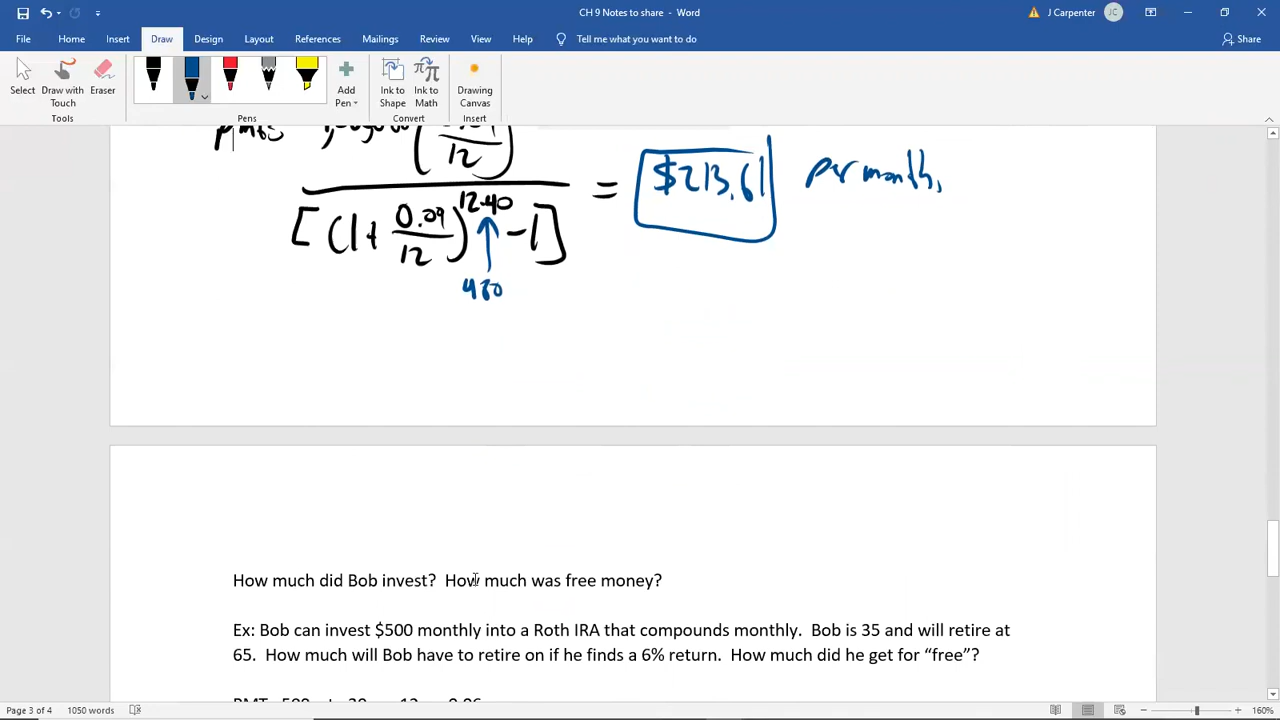 CH 9 Notes to share - Word
J Carpenter JC
File Home Insert Draw Design Layout References Mailings Review View Help Tell me what you want to do Share
Select Draw with Touch Eraser Add Pen Ink to Shape Ink to Math Drawing Canvas
Tools Pens Convert Insert
12
[(1+ 0.09/12)^12·40 -1] = $213.61 per month,
480
How much did Bob invest? How much was free money?
Ex: Bob can invest $500 monthly into a Roth IRA that compounds monthly. Bob is 35 and will retire at
65. How much will Bob have to retire on if he finds a 6% return. How much did he get for “free”?
Page 3 of 4 1050 words 160%